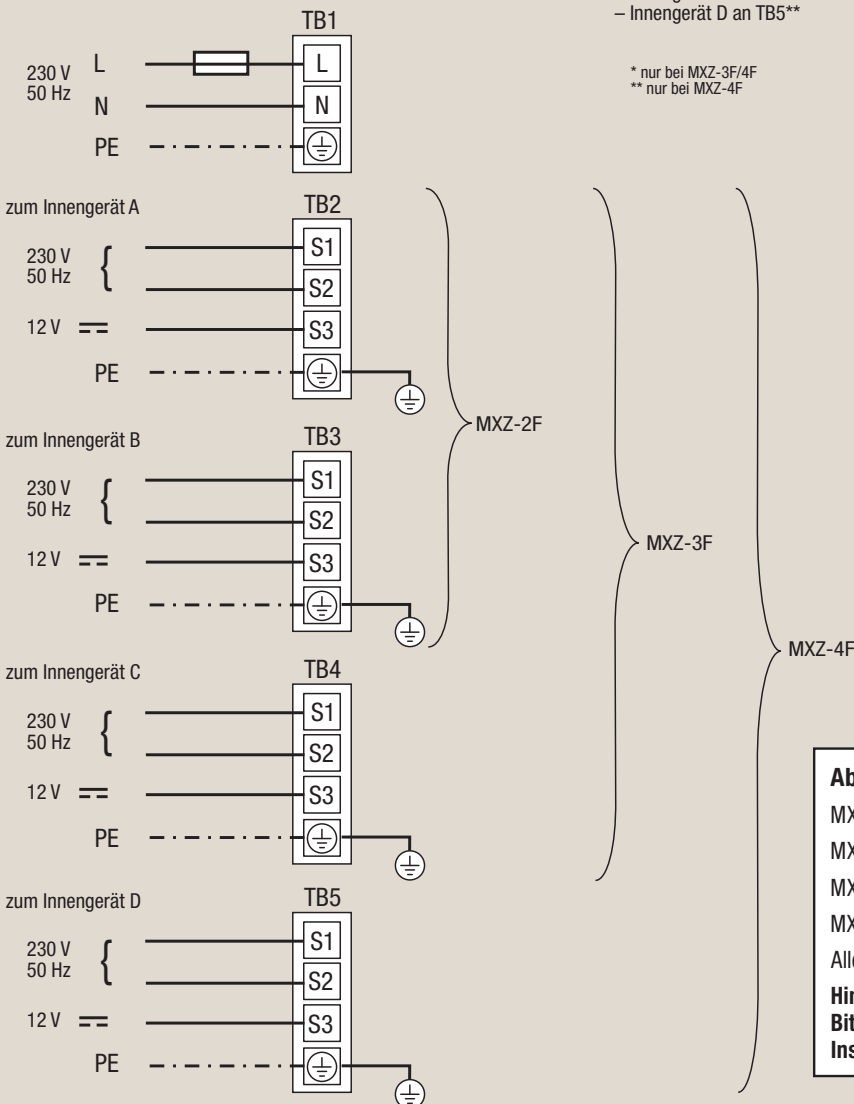 – Innengerät D an TB5**
* nur bei MXZ-3F/4F
** nur bei MXZ-4F
TB1
230 V
50 Hz
L
L
N
N
PE
zum Innengerät A
TB2
230 V
50 Hz
{
S1
S2
12 V
S3
PE
MXZ-2F
zum Innengerät B
TB3
230 V
50 Hz
{
S1
S2
12 V
S3
PE
MXZ-3F
zum Innengerät C
TB4
230 V
50 Hz
{
S1
S2
12 V
S3
PE
MXZ-4F
zum Innengerät D
TB5
230 V
50 Hz
{
S1
S2
12 V
S3
PE